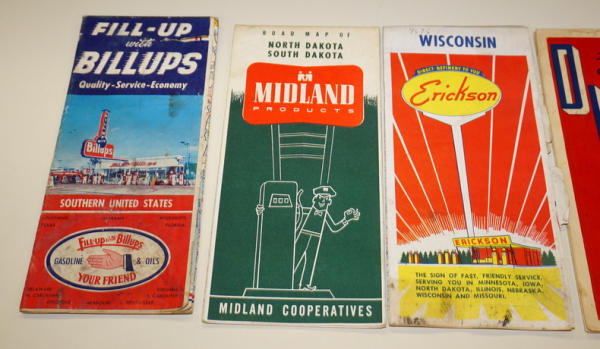 FILL-UP
with
BILLUPS
Quality-Service-Economy
Billups
SOUTHERN UNITED STATES
Fill-up with Billups
GASOLINE & OILS
YOUR FRIEND
ROAD MAP OF
NORTH DAKOTA
SOUTH DAKOTA
MIDLAND
PRODUCTS
MIDLAND COOPERATIVES
WISCONSIN
DIRECT REFINERY TO YOU
Erickson
ERICKSON
THE SIGN OF FAST, FRIENDLY SERVICE,
SERVING YOU IN MINNESOTA, IOWA,
NORTH DAKOTA, ILLINOIS, NEBRASKA,
WISCONSIN AND MISSOURI.
D